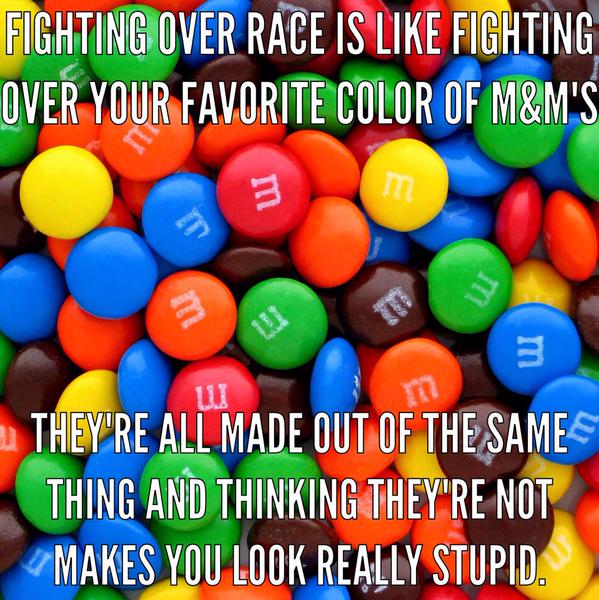 FIGHTING OVER RACE IS LIKE FIGHTING
OVER YOUR FAVORITE COLOR OF M&M'S
m
m
m
m
m
m
m
m
m
m
m
m
m
THEY'RE ALL MADE OUT OF THE SAME
THING AND THINKING THEY'RE NOT
MAKES YOU LOOK REALLY STUPID.